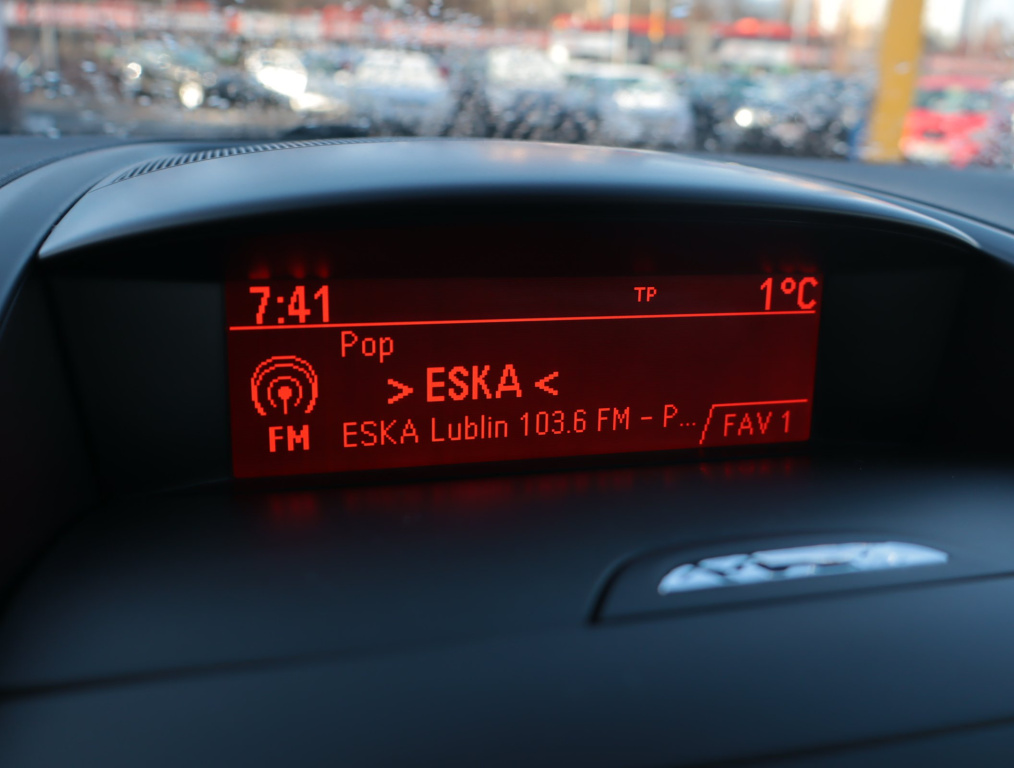 7:41 TP 1°C
Pop
> ESKA <
FM
ESKA Lublin 103.6 FM - P...
FAV 1